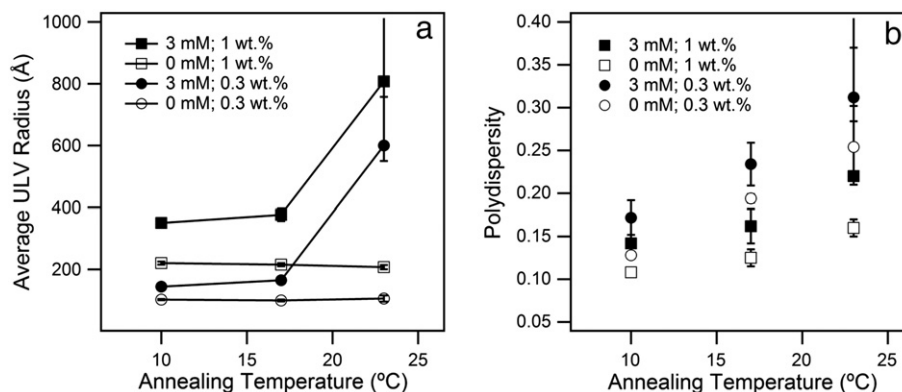 a
3 mM; 1 wt.%
0 mM; 1 wt.%
3 mM; 0.3 wt.%
0 mM; 0.3 wt.%
1000
800
600
400
200
Average ULV Radius (Å)
10
15
20
25
Annealing Temperature (ºC)
b
3 mM; 1 wt.%
0 mM; 1 wt.%
3 mM; 0.3 wt.%
0 mM; 0.3 wt.%
0.40
0.35
0.30
0.25
0.20
0.15
0.10
0.05
Polydispersity
10
15
20
25
Annealing Temperature (ºC)